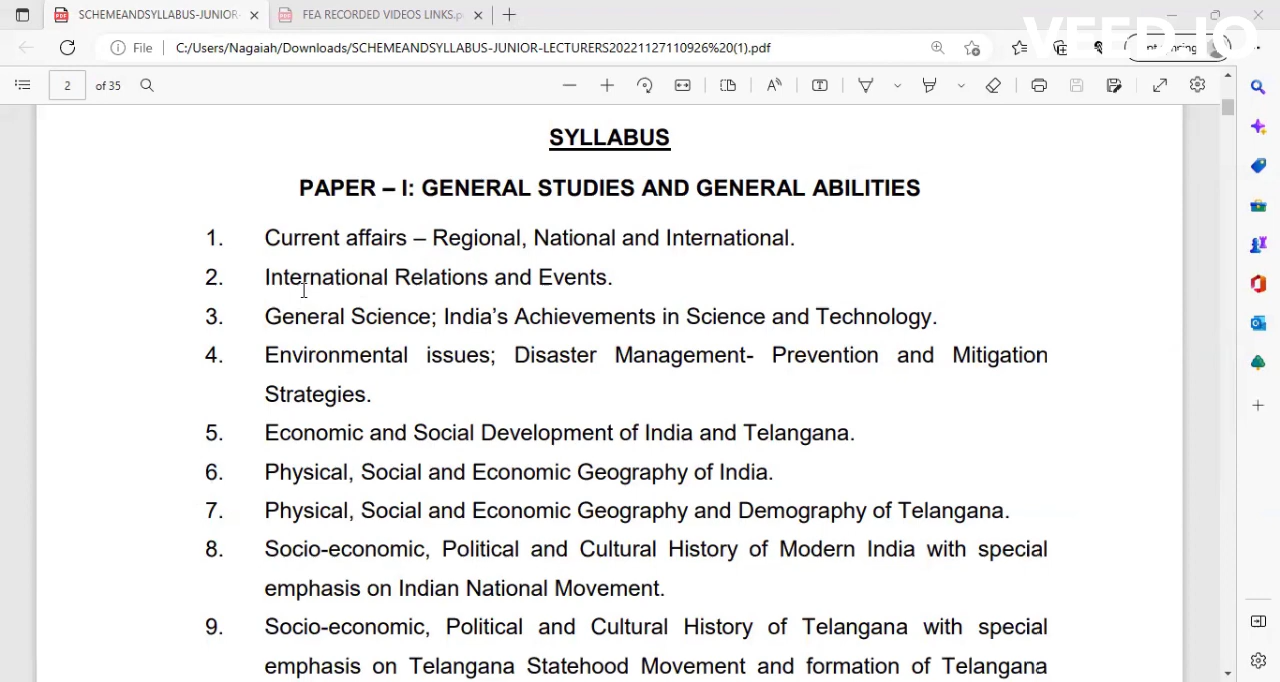 SCHEMEANDSYLLABUS-JUNIOR-
FEA RECORDED VIDEOS LINKS.p
VEED.IO
File
C:/Users/Nagaiah/Downloads/SCHEMEANDSYLLABUS-JUNIOR-LECTURERS20221127110926%20(1).pdf
2 of 35
SYLLABUS
PAPER – I: GENERAL STUDIES AND GENERAL ABILITIES
1. Current affairs – Regional, National and International.
2. International Relations and Events.
3. General Science; India’s Achievements in Science and Technology.
4. Environmental issues; Disaster Management- Prevention and Mitigation
Strategies.
5. Economic and Social Development of India and Telangana.
6. Physical, Social and Economic Geography of India.
7. Physical, Social and Economic Geography and Demography of Telangana.
8. Socio-economic, Political and Cultural History of Modern India with special
emphasis on Indian National Movement.
9. Socio-economic, Political and Cultural History of Telangana with special
emphasis on Telangana Statehood Movement and formation of Telangana